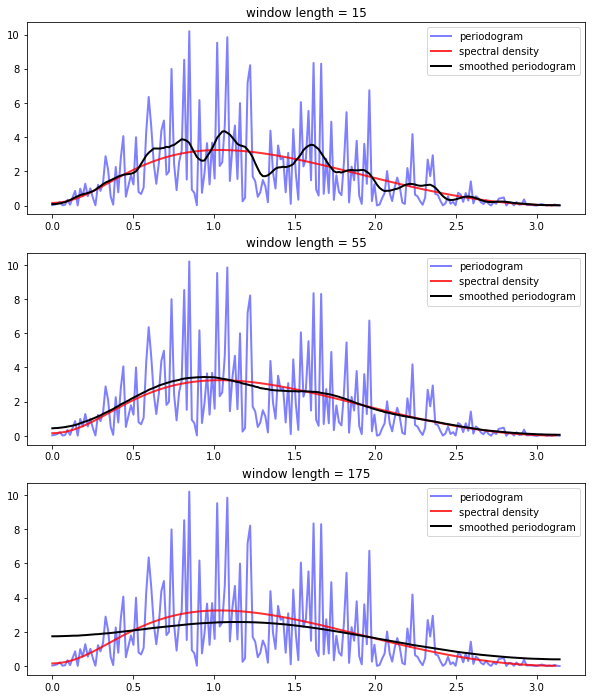 window length = 15
10
8
6
4
2
0
periodogram
spectral density
smoothed periodogram
0.0 0.5 1.0 1.5 2.0 2.5 3.0
window length = 55
10
8
6
4
2
0
periodogram
spectral density
smoothed periodogram
0.0 0.5 1.0 1.5 2.0 2.5 3.0
window length = 175
10
8
6
4
2
0
periodogram
spectral density
smoothed periodogram
0.0 0.5 1.0 1.5 2.0 2.5 3.0